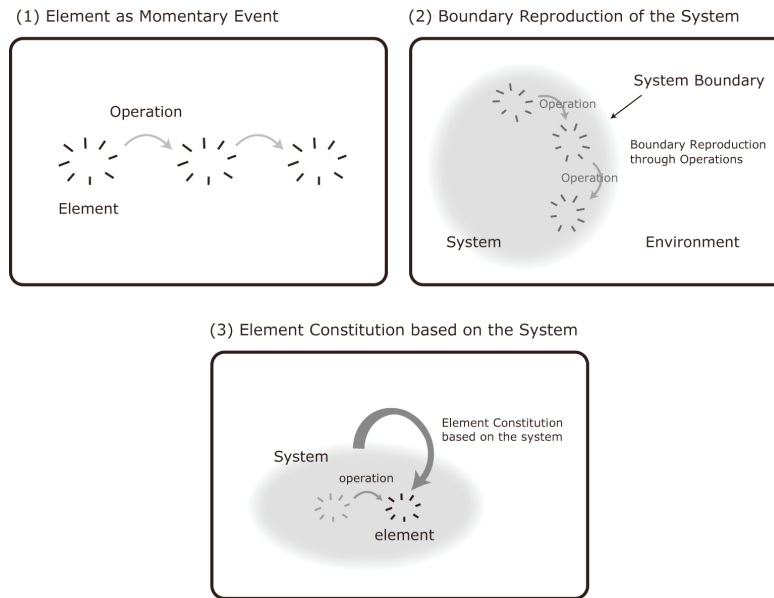 (1) Element as Momentary Event
Operation
Element
(2) Boundary Reproduction of the System
System Boundary
Operation
Boundary Reproduction
through Operations
Operation
System
Environment
(3) Element Constitution based on the System
Element Constitution
based on the system
System
operation
element